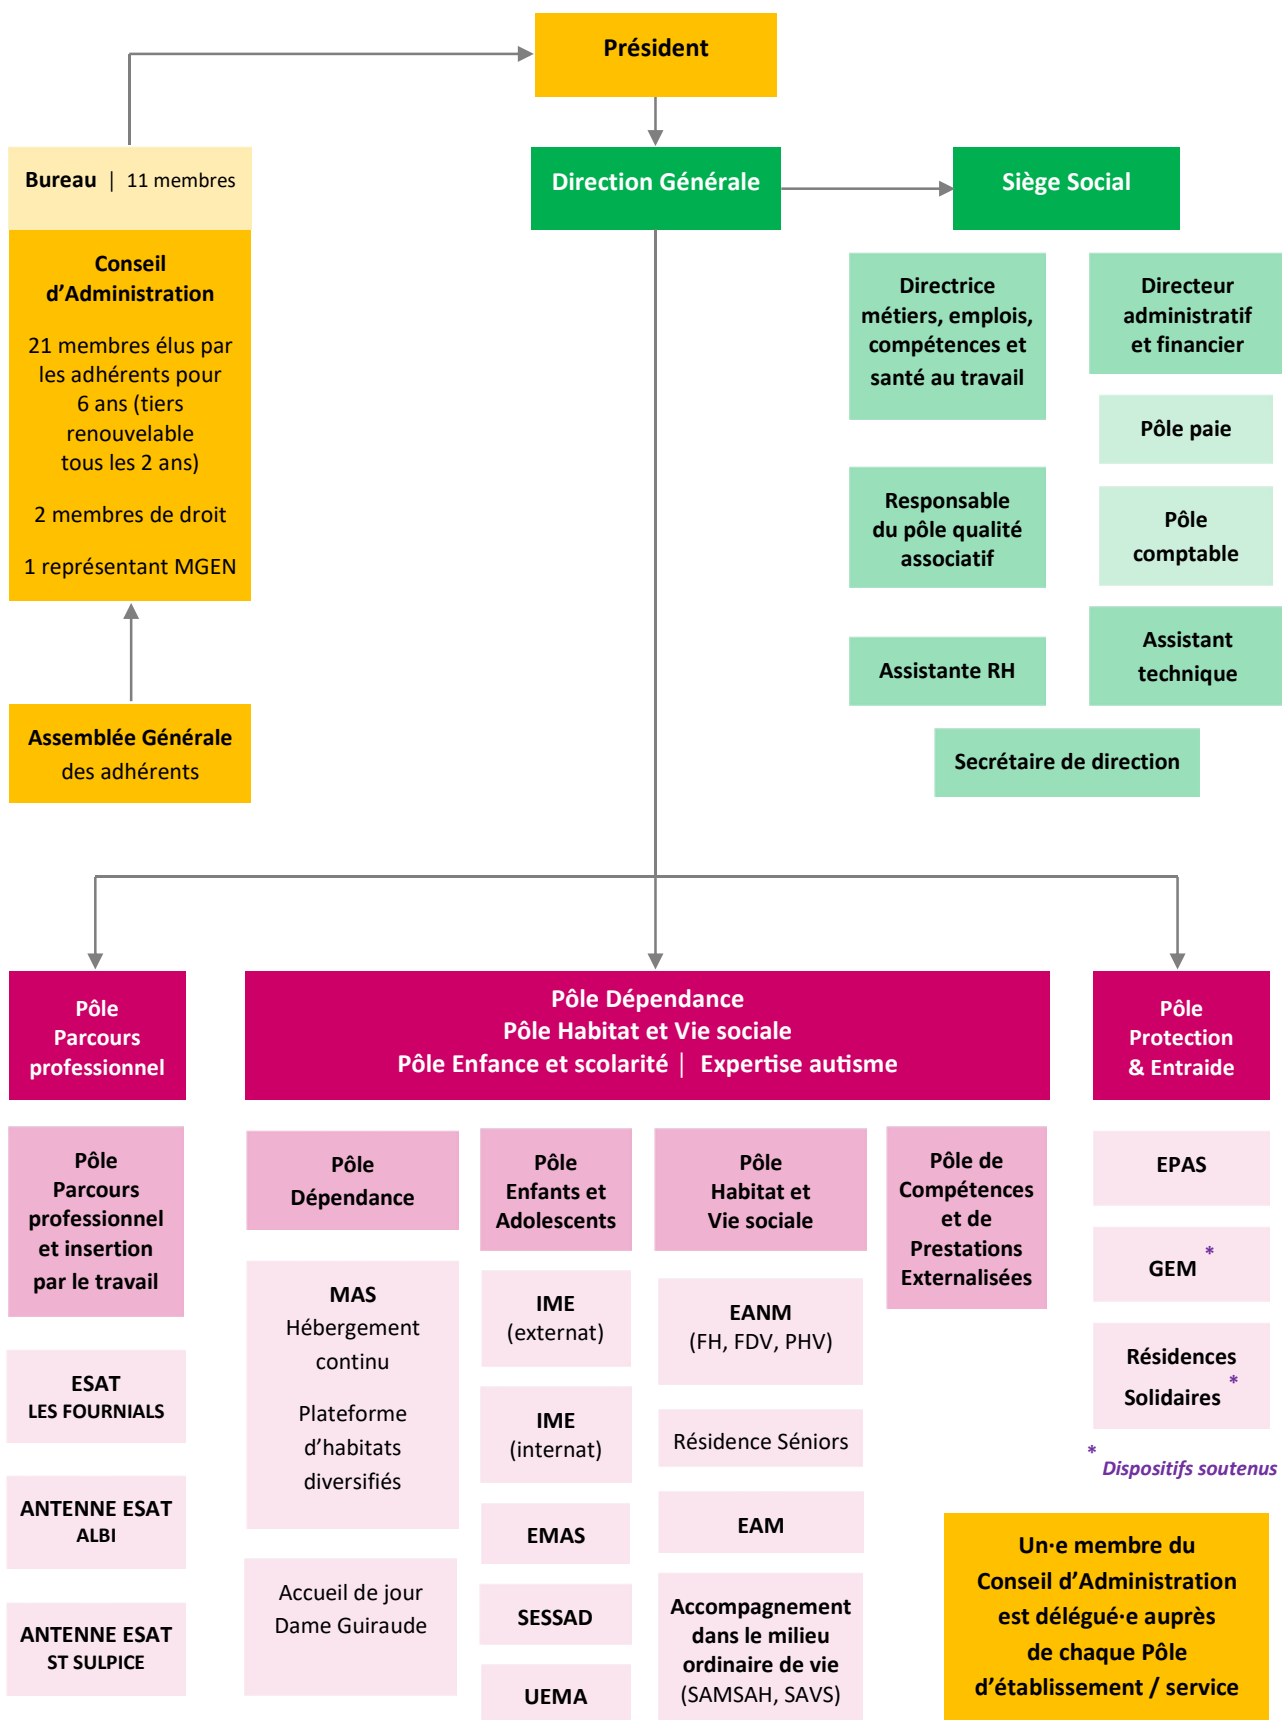 Président
Bureau | 11 membres
Direction Générale
Siège Social
Conseil
d’Administration
21 membres élus par
les adhérents pour
6 ans (tiers
renouvelable
tous les 2 ans)
2 membres de droit
1 représentant MGEN
Assemblée Générale
des adhérents
Directrice
métiers, emplois,
compétences et
santé au travail
Directeur
administratif
et financier
Pôle paie
Responsable
du pôle qualité
associatif
Pôle
comptable
Assistante RH
Assistant
technique
Secrétaire de direction
Pôle
Parcours
professionnel
Pôle Dépendance
Pôle Habitat et Vie sociale
Pôle Enfance et scolarité | Expertise autisme
Pôle
Protection
& Entraide
Pôle
Parcours
professionnel
et insertion
par le travail
ESAT
LES FOURNIALS
ANTENNE ESAT
ALBI
ANTENNE ESAT
ST SULPICE
Pôle
Dépendance
MAS
Hébergement
continu
Plateforme
d’habitats
diversifiés
Accueil de jour
Dame Guiraude
Pôle
Enfants et
Adolescents
IME
(externat)
IME
(internat)
EMAS
SESSAD
UEMA
Pôle
Habitat et
Vie sociale
EANM
(FH, FDV, PHV)
Résidence Séniors
EAM
Accompagnement
dans le milieu
ordinaire de vie
(SAMSAH, SAVS)
Pôle de
Compétences
et de
Prestations
Externalisées
EPAS
GEM *
Résidences
Solidaires *
* Dispositifs soutenus
Un·e membre du
Conseil d’Administration
est délégué·e auprès
de chaque Pôle
d’établissement / service